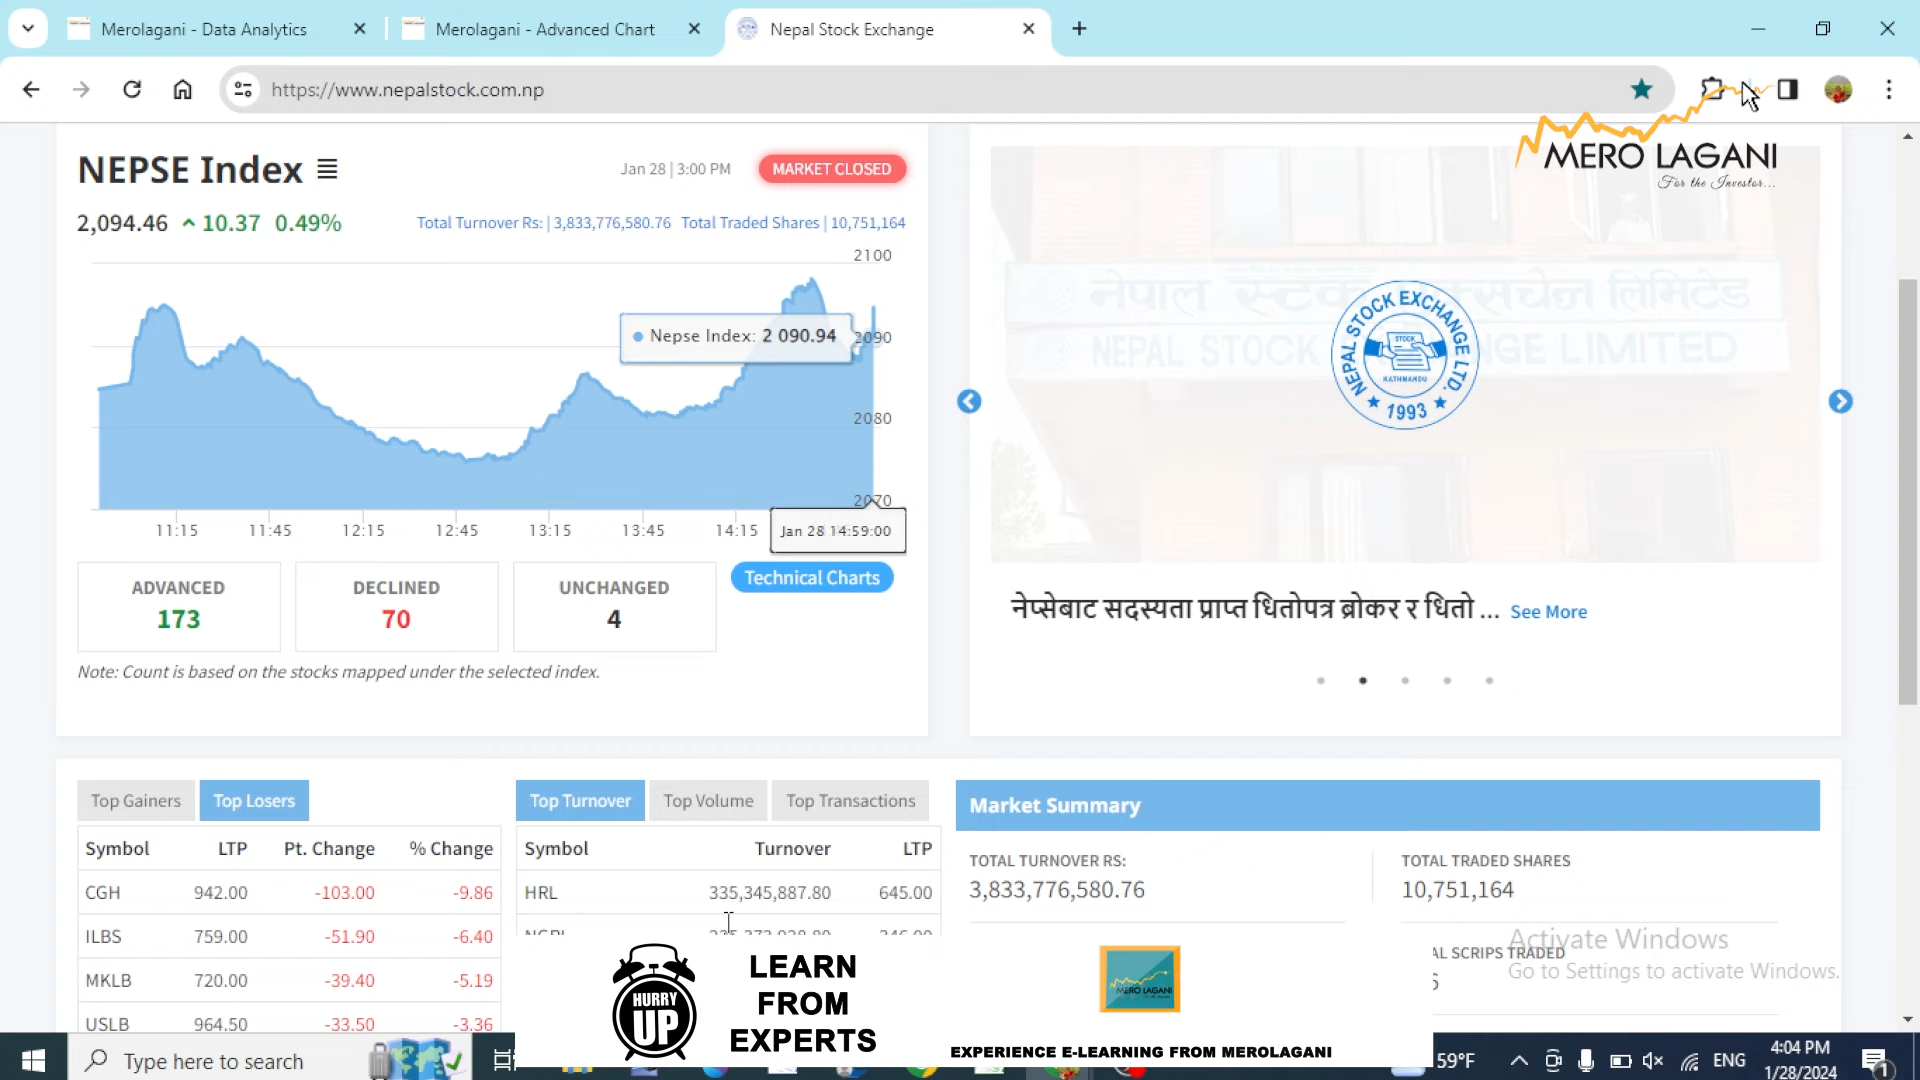 Merolagani - Data Analytics
Merolagani - Advanced Chart
Nepal Stock Exchange
https://www.nepalstock.com.np
MERO LAGANI
For the Investor...
NEPSE Index
Jan 28 | 3:00 PM
MARKET CLOSED
2,094.46 10.37 0.49%
Total Turnover Rs: | 3,833,776,580.76 Total Traded Shares | 10,751,164
2100
Nepse Index: 2 090.94
2090
2080
2070
11:15 11:45 12:15 12:45 13:15 13:45 14:15
Jan 28 14:59:00
ADVANCED
173
DECLINED
70
UNCHANGED
4
Technical Charts
Note: Count is based on the stocks mapped under the selected index.
नेपाल स्टक एक्सचेन्ज लिमिटेड
NEPAL STOCK EXCHANGE LIMITED
NEPAL STOCK EXCHANGE LTD.
STOCK
KATHMANDU
1993
नेप्सेबाट सदस्यता प्राप्त धितोपत्र ब्रोकर र धितो ... See More
Top Gainers Top Losers
Symbol LTP Pt. Change % Change
CGH 942.00 -103.00 -9.86
ILBS 759.00 -51.90 -6.40
MKLB 720.00 -39.40 -5.19
USLB 964.50 -33.50 -3.36
Top Turnover Top Volume Top Transactions
Symbol Turnover LTP
HRL 335,345,887.80 645.00
Market Summary
TOTAL TURNOVER RS:
3,833,776,580.76
TOTAL TRADED SHARES
10,751,164
AL SCRIPS TRADED
Activate Windows
Go to Settings to activate Windows.
HURRY
UP
LEARN
FROM
EXPERTS
MERO LAGANI
EXPERIENCE E-LEARNING FROM MEROLAGANI
Type here to search
59°F
ENG
4:04 PM
1/28/2024
1